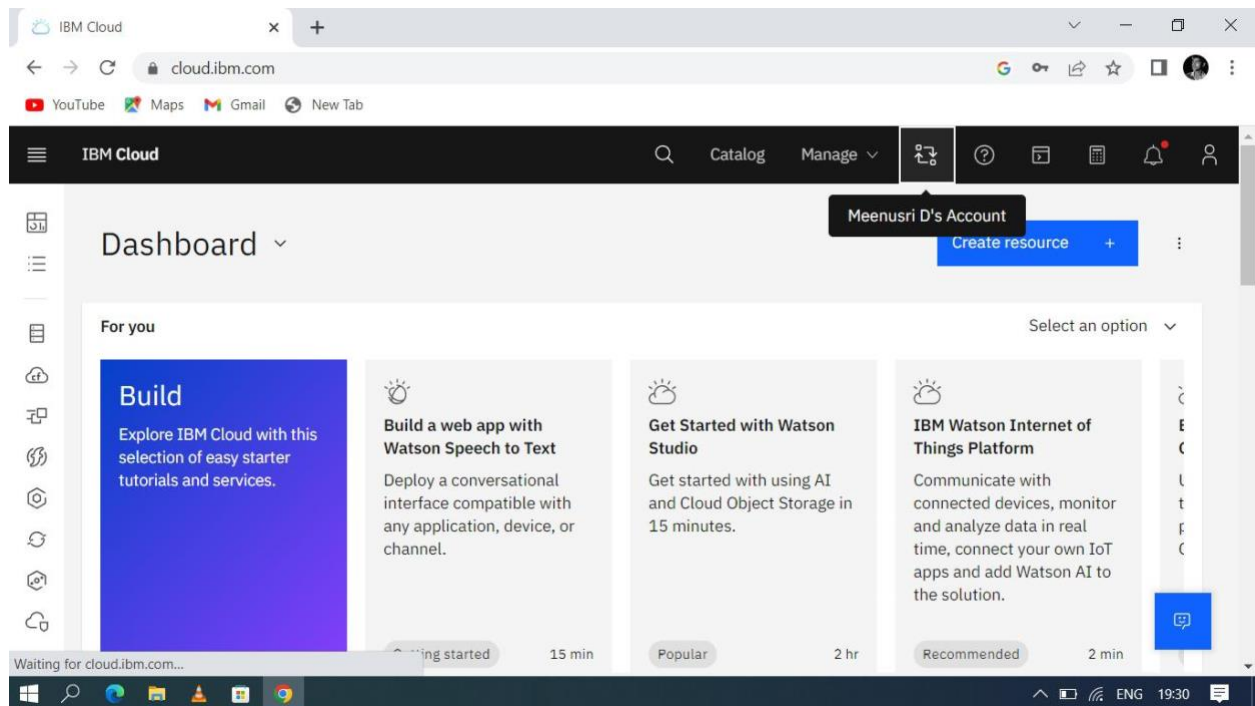 IBM Cloud
cloud.ibm.com
YouTube Maps Gmail New Tab
IBM Cloud Catalog Manage
Meenusri D's Account
Dashboard
Create resource +
For you
Select an option
Build
Explore IBM Cloud with this
selection of easy starter
tutorials and services.
Build a web app with
Watson Speech to Text
Deploy a conversational
interface compatible with
any application, device, or
channel.
Getting started 15 min
Get Started with Watson
Studio
Get started with using AI
and Cloud Object Storage in
15 minutes.
Popular 2 hr
IBM Watson Internet of
Things Platform
Communicate with
connected devices, monitor
and analyze data in real
time, connect your own IoT
apps and add Watson AI to
the solution.
Recommended 2 min
Waiting for cloud.ibm.com...
ENG 19:30